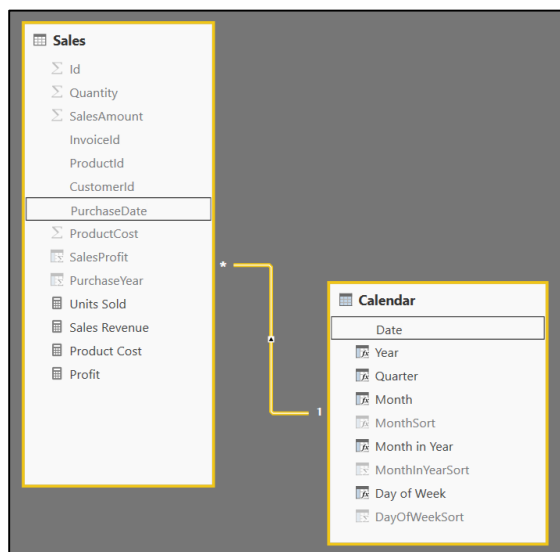 Sales
Id
Quantity
SalesAmount
InvoiceId
ProductId
CustomerId
PurchaseDate
ProductCost
SalesProfit
PurchaseYear
Units Sold
Sales Revenue
Product Cost
Profit
*
1
Calendar
Date
Year
Quarter
Month
MonthSort
Month in Year
MonthInYearSort
Day of Week
DayOfWeekSort